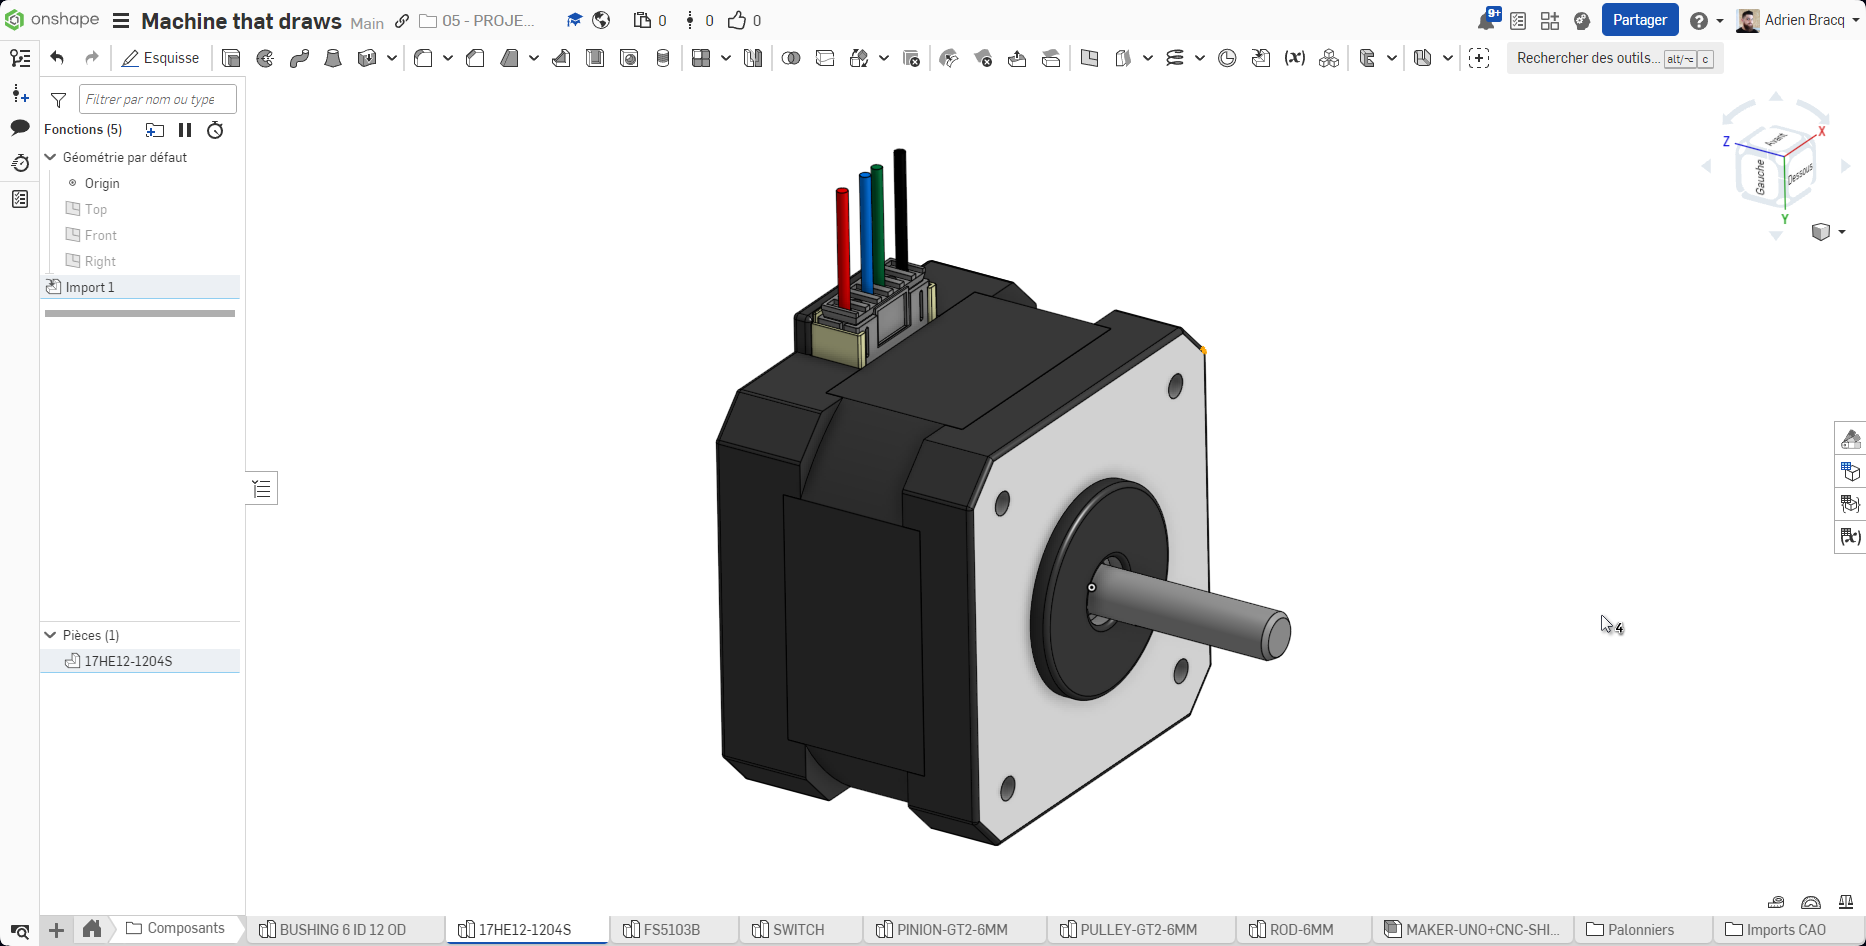 onshape Machine that draws Main 05 - PROJE... 0 0 0 9+ Partager Adrien Bracq
Esquisse (x) Rechercher des outils... alt/⌥ c
Filtrer par nom ou type
Fonctions (5)
Géométrie par défaut
Origin
Top
Front
Right
Import 1
Pièces (1)
17HE12-1204S
Z X Y
Avant
Gauche
Dessous
(x)
4
Composants BUSHING 6 ID 12 OD 17HE12-1204S FS5103B SWITCH PINION-GT2-6MM PULLEY-GT2-6MM ROD-6MM MAKER-UNO+CNC-SHI... Palonniers Imports CAO